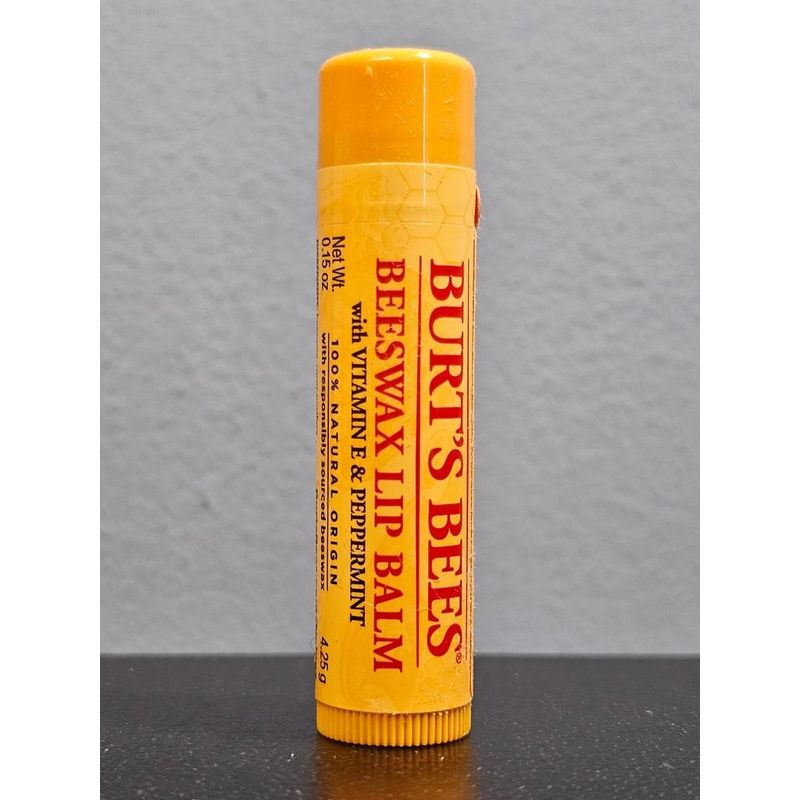 BURT'S BEES®
BEESWAX LIP BALM
with VITAMIN E & PEPPERMINT
100% NATURAL ORIGIN
with responsibly sourced beeswax
Net Wt.
0.15 oz
4.25 g